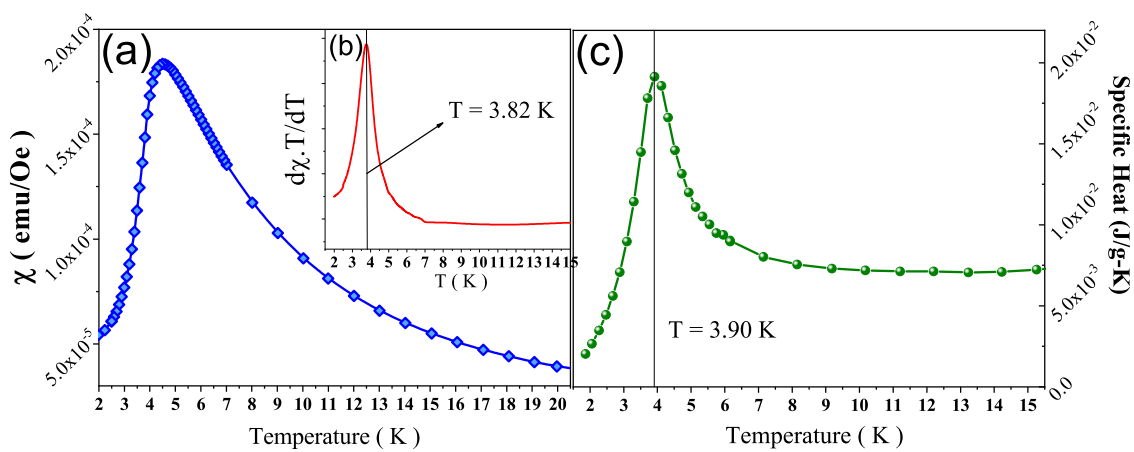 (a)
χ ( emu/Oe)
2.0x10⁻⁴
1.5x10⁻⁴
1.0x10⁻⁴
5.0x10⁻⁵
2 3 4 5 6 7 8 9 10 11 12 13 14 15 16 17 18 19 20
Temperature ( K )
(b)
dχ.T/dT
T = 3.82 K
2 3 4 5 6 7 8 9 10 11 12 13 14 15
T ( K )
(c)
T = 3.90 K
2 3 4 5 6 7 8 9 10 11 12 13 14 15
Temperature ( K )
2.0x10⁻²
1.5x10⁻²
1.0x10⁻²
5.0x10⁻³
0.0
Specific Heat (J/g-K)